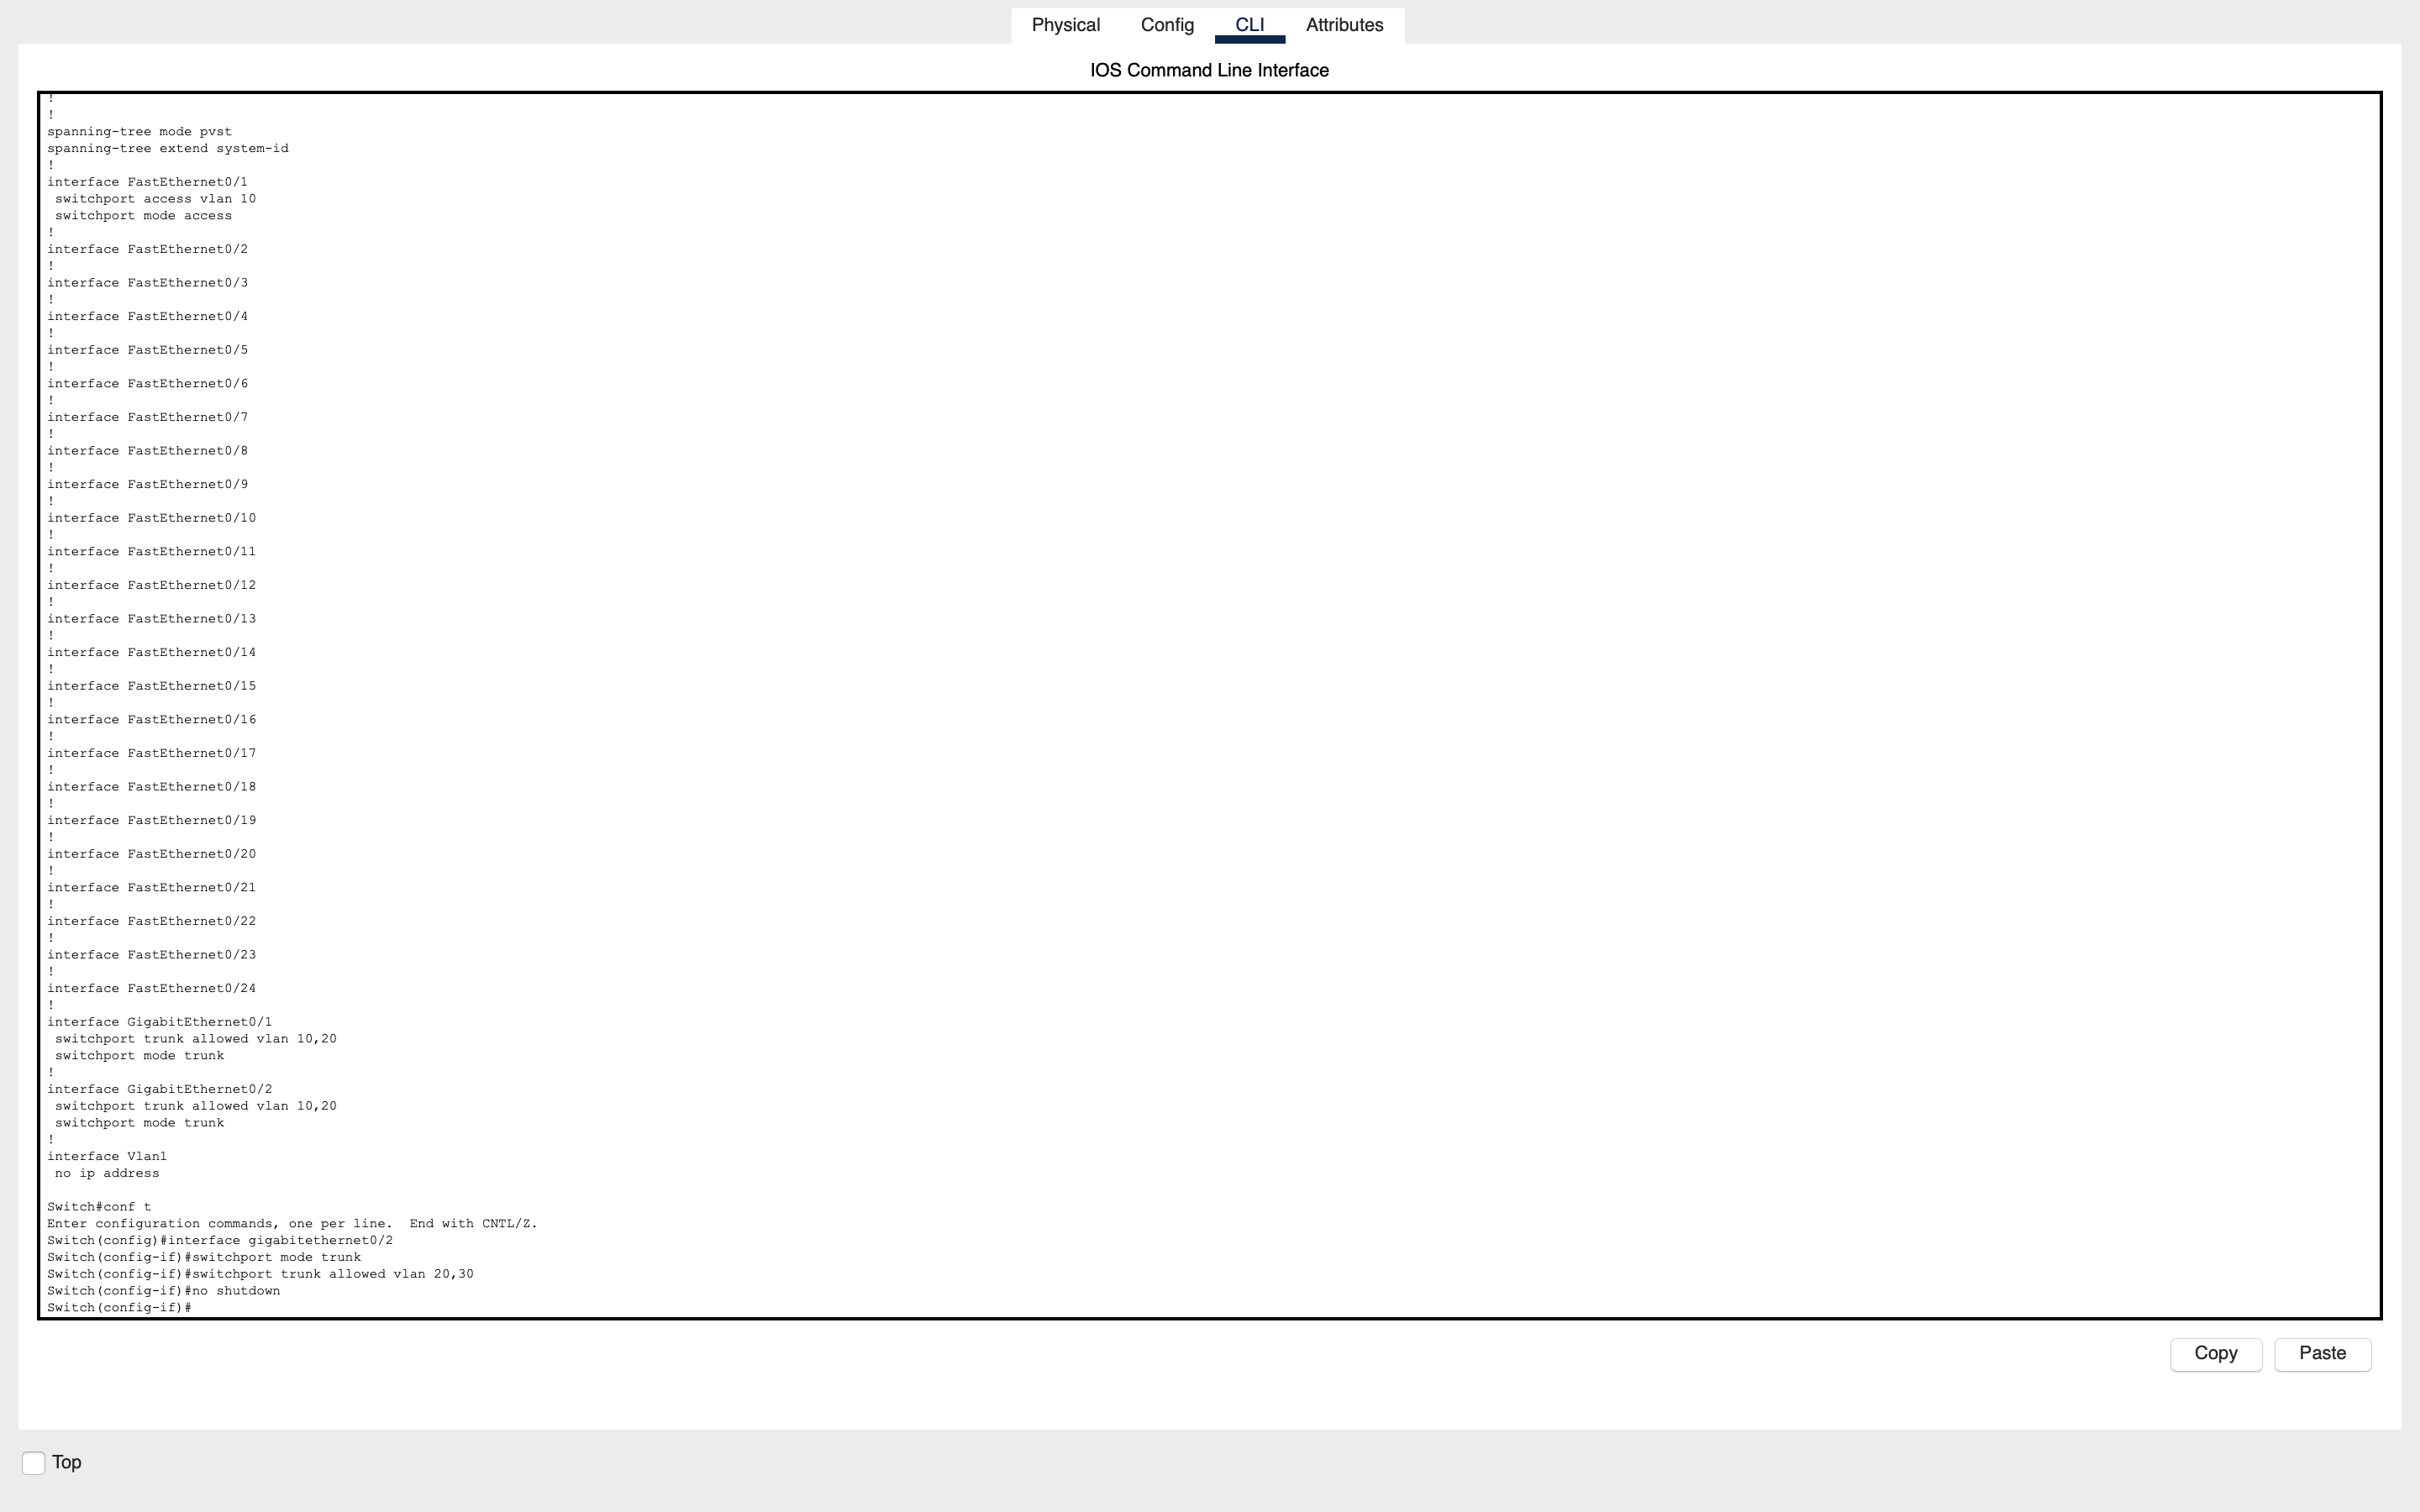 Physical Config CLI Attributes
IOS Command Line Interface
!
!
spanning-tree mode pvst
spanning-tree extend system-id
!
interface FastEthernet0/1
 switchport access vlan 10
 switchport mode access
!
interface FastEthernet0/2
!
interface FastEthernet0/3
!
interface FastEthernet0/4
!
interface FastEthernet0/5
!
interface FastEthernet0/6
!
interface FastEthernet0/7
!
interface FastEthernet0/8
!
interface FastEthernet0/9
!
interface FastEthernet0/10
!
interface FastEthernet0/11
!
interface FastEthernet0/12
!
interface FastEthernet0/13
!
interface FastEthernet0/14
!
interface FastEthernet0/15
!
interface FastEthernet0/16
!
interface FastEthernet0/17
!
interface FastEthernet0/18
!
interface FastEthernet0/19
!
interface FastEthernet0/20
!
interface FastEthernet0/21
!
interface FastEthernet0/22
!
interface FastEthernet0/23
!
interface FastEthernet0/24
!
interface GigabitEthernet0/1
 switchport trunk allowed vlan 10,20
 switchport mode trunk
!
interface GigabitEthernet0/2
 switchport trunk allowed vlan 10,20
 switchport mode trunk
!
interface Vlan1
 no ip address
Switch#conf t
Enter configuration commands, one per line.  End with CNTL/Z.
Switch(config)#interface gigabitethernet0/2
Switch(config-if)#switchport mode trunk
Switch(config-if)#switchport trunk allowed vlan 20,30
Switch(config-if)#no shutdown
Switch(config-if)#
Copy Paste
Top